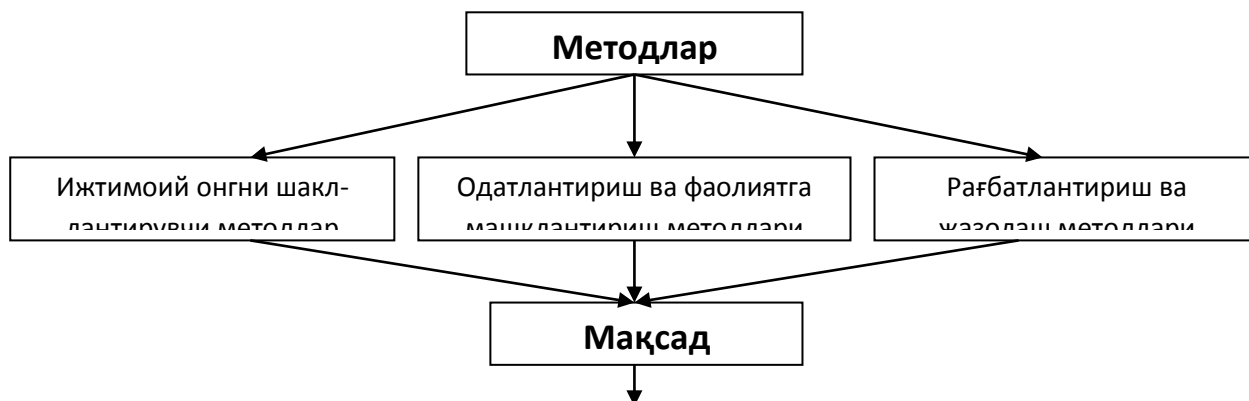 Методлар
Ижтимоий онгни шакл-
лантирувчи методлар
Одатлантириш ва фаолиятга
машқлантириш методлари
Рағбатлантириш ва
жазолаш методлари
Мақсад